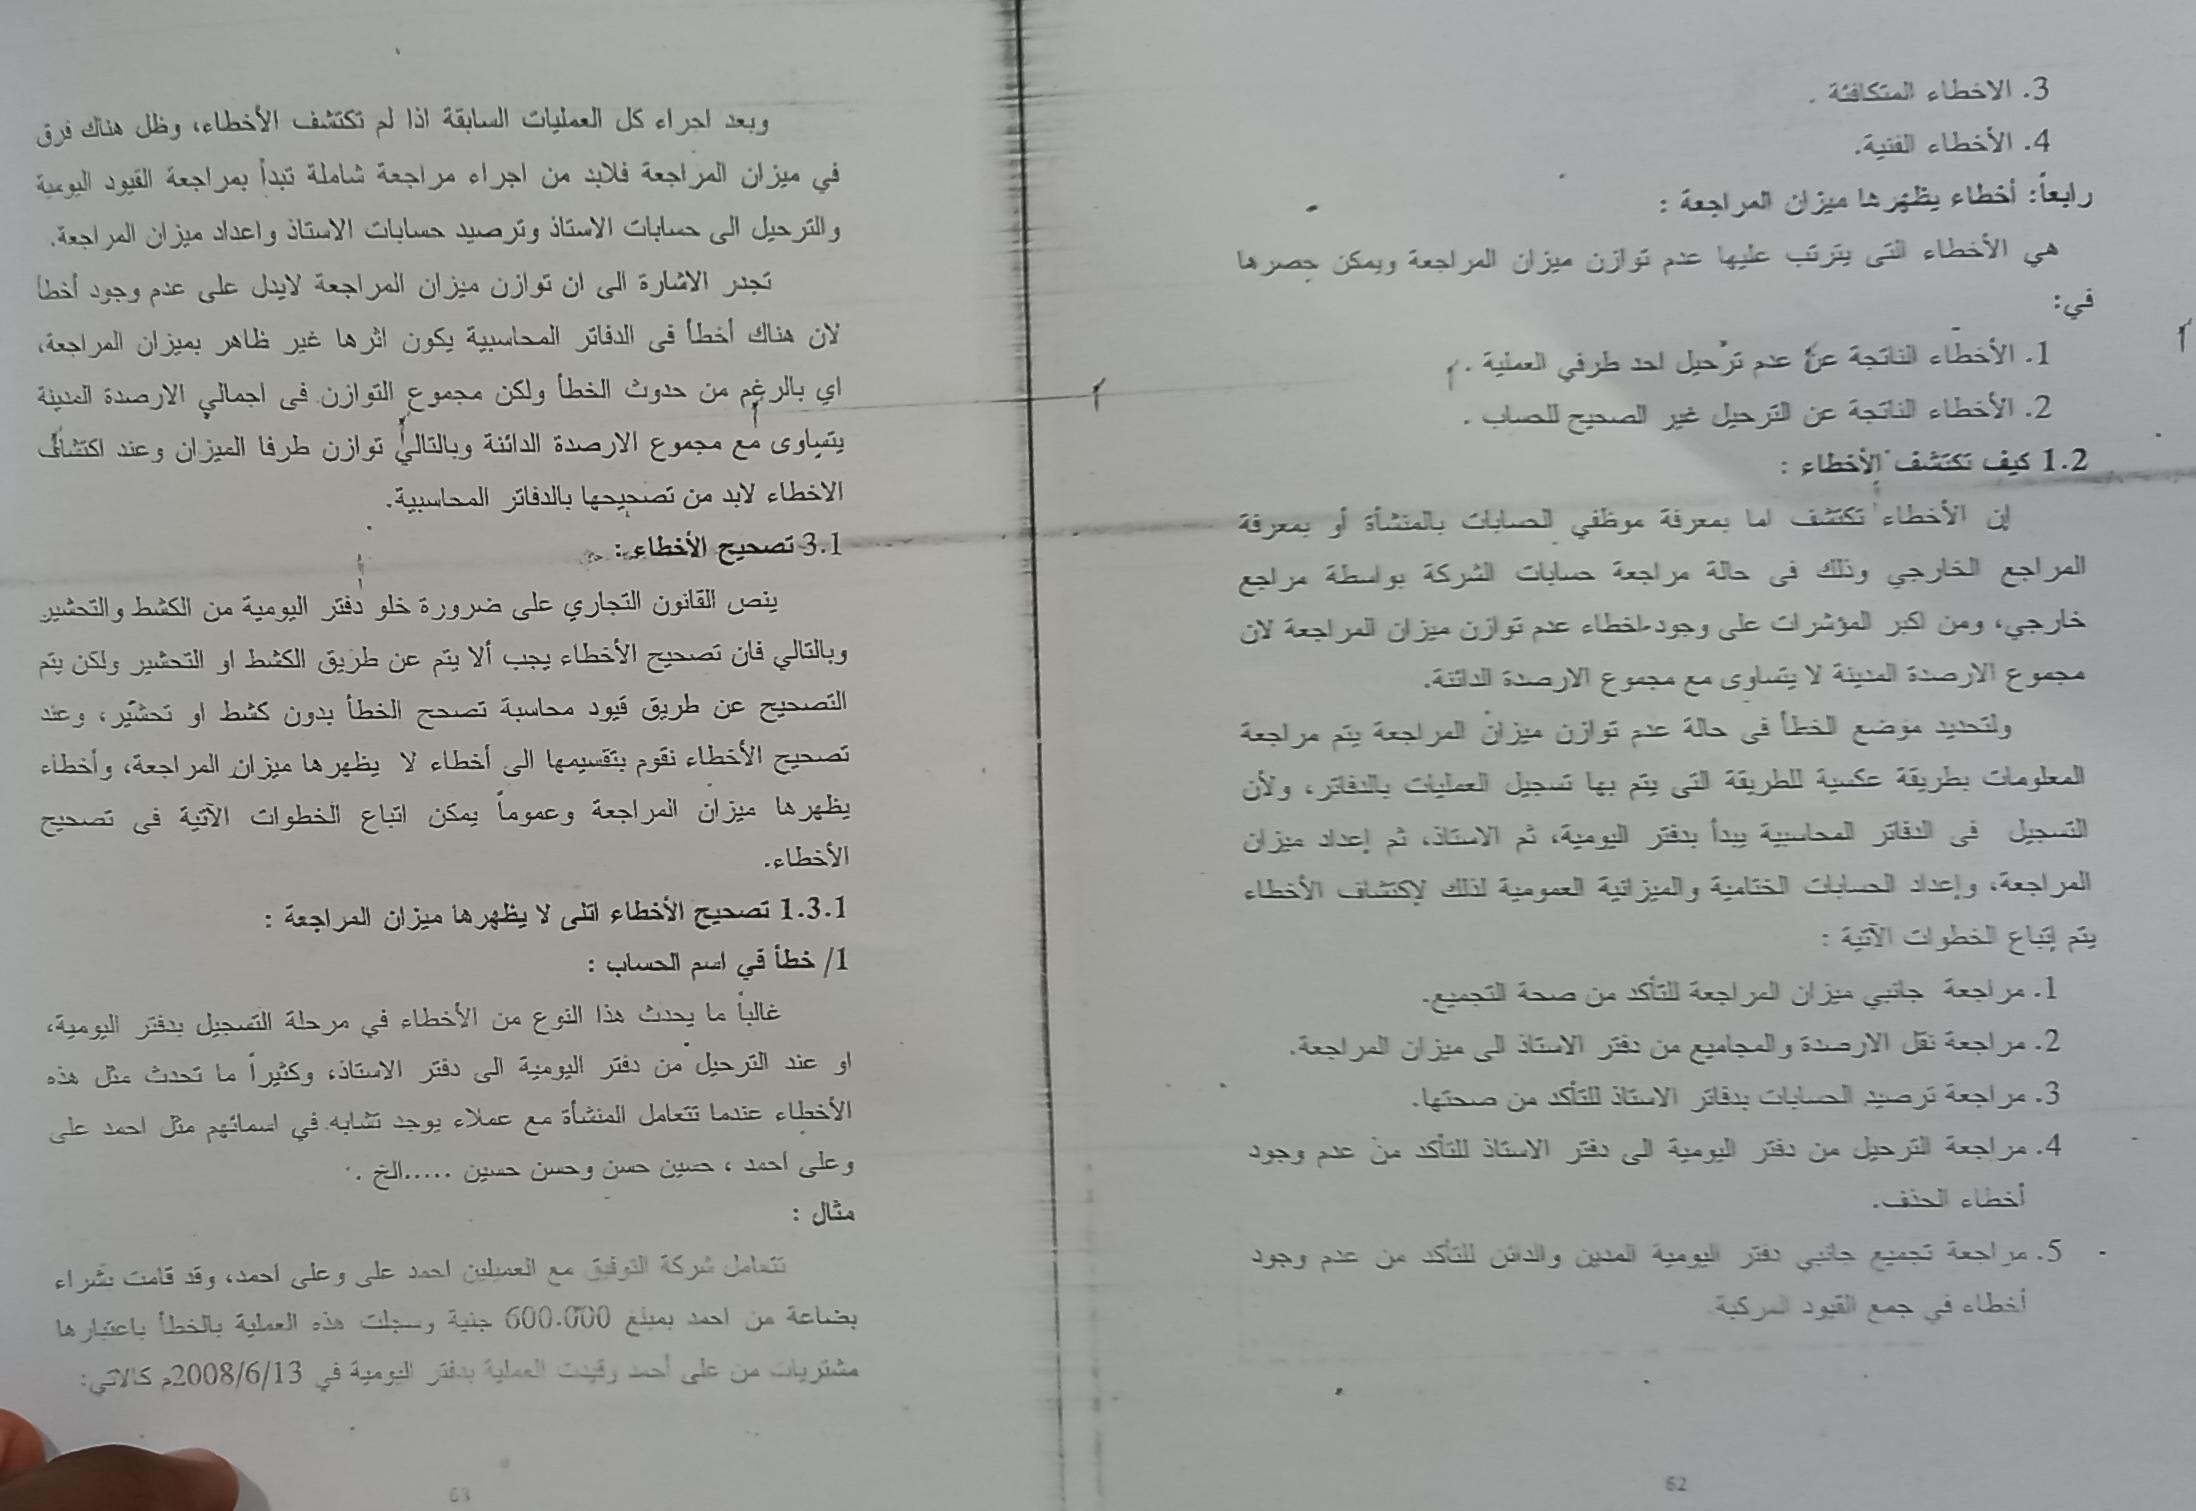 3. الاخطاء المتكافئة .
4. الأخطاء الفنية.
رابعاً: أخطاء يظهرها ميزان المراجعة :
هي الأخطاء التى يترتب عليها عدم توازن ميزان المراجعة ويمكن حصرها
في:
1. الأخطاء الناتجة عن عدم ترحيل احد طرفي العملية .
2. الأخطاء الناتجة عن الترحيل غير الصحيح للحساب .
1.2 كيف تكتشف الأخطاء :
إن الأخطاء تكتشف اما بمعرفة موظفي الحسابات بالمنشأة أو بمعرفة
المراجع الخارجي وذلك فى حالة مراجعة حسابات الشركة بواسطة مراجع
خارجي، ومن اكبر المؤشرات على وجود اخطاء عدم توازن ميزان المراجعة لان
مجموع الارصدة المدينة لا يتساوى مع مجموع الارصدة الدائنة.
ولتحديد موضع الخطأ فى حالة عدم توازن ميزان المراجعة يتم مراجعة
المعلومات بطريقة عكسية للطريقة التى يتم بها تسجيل العمليات بالدفاتر، ولأن
التسجيل فى الدفاتر المحاسبية يبدأ بدفتر اليومية، ثم الاستاذ، ثم إعداد ميزان
المراجعة، وإعداد الحسابات الختامية والميزانية العمومية لذلك لإكتشاف الأخطاء
يتم إتباع الخطوات الآتية :
1. مراجعة جانبي ميزان المراجعة للتأكد من صحة التجميع.
2. مراجعة نقل الارصدة والمجاميع من دفتر الاستاذ الى ميزان المراجعة.
3. مراجعة ترصيد الحسابات بدفاتر الاستاذ للتأكد من صحتها.
4. مراجعة الترحيل من دفتر اليومية الى دفتر الاستاذ للتأكد من عدم وجود
أخطاء الحذف.
5. مراجعة تجميع جانبي دفتر اليومية المدين والدائن للتأكد من عدم وجود
أخطاء في جمع القيود المركبة
62
وبعد اجراء كل العمليات السابقة اذا لم تكتشف الأخطاء، وظل هناك فرق
في ميزان المراجعة فلابد من اجراء مراجعة شاملة تبدأ بمراجعة القيود اليومية
والترحيل الى حسابات الاستاذ وترصيد حسابات الاستاذ واعداد ميزان المراجعة.
تجدر الاشارة الى ان توازن ميزان المراجعة لايدل على عدم وجود أخطا
لان هناك أخطأ فى الدفاتر المحاسبية يكون اثرها غير ظاهر بميزان المراجعة،
اي بالرغم من حدوث الخطأ ولكن مجموع التوازن فى اجمالي الارصدة المدينة
يتساوى مع مجموع الارصدة الدائنة وبالتالي توازن طرفا الميزان وعند اكتشاف
الاخطاء لابد من تصحيحها بالدفاتر المحاسبية.
3.1 تصحيح الأخطاء :
ينص القانون التجاري على ضرورة خلو دفتر اليومية من الكشط والتحشير
وبالتالي فان تصحيح الأخطاء يجب ألا يتم عن طريق الكشط او التحشير ولكن يتم
التصحيح عن طريق قيود محاسبة تصحح الخطأ بدون كشط او تحشير، وعند
تصحيح الأخطاء نقوم بتقسيمها الى أخطاء لا يظهرها ميزان المراجعة، وأخطاء
يظهرها ميزان المراجعة وعموماً يمكن اتباع الخطوات الآتية فى تصحيح
الأخطاء.
1.3.1 تصحيح الأخطاء اتلى لا يظهرها ميزان المراجعة :
1/ خطأ في اسم الحساب :
غالباً ما يحدث هذا النوع من الأخطاء في مرحلة التسجيل بدفتر اليومية،
او عند الترحيل من دفتر اليومية الى دفتر الاستاذ، وكثيراً ما تحدث مثل هذه
الأخطاء عندما تتعامل المنشأة مع عملاء يوجد تشابه في اسمائهم مثل احمد على
وعلى احمد ، حسين حسن وحسن حسين .....الخ .
مثال :
تتعامل شركة التوفيق مع العميلين احمد على وعلى احمد، وقد قامت بشراء
بضاعة من احمد بمبلغ 600.000 جنية وسجلت هذه العملية بالخطأ باعتبارها
مشتريات من على أحمد وقيدت العملية بدفتر اليومية في 2008/6/13م كالاتي:
63